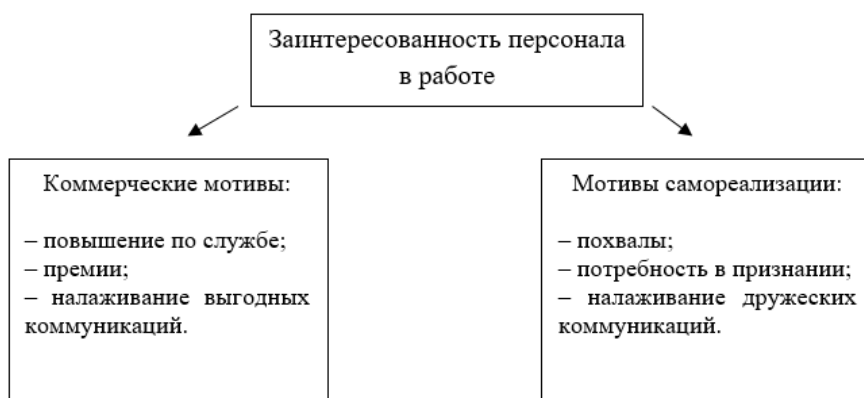 Заинтересованность персонала
в работе
Коммерческие мотивы:
– повышение по службе;
– премии;
– налаживание выгодных
коммуникаций.
Мотивы самореализации:
– похвалы;
– потребность в признании;
– налаживание дружеских
коммуникаций.